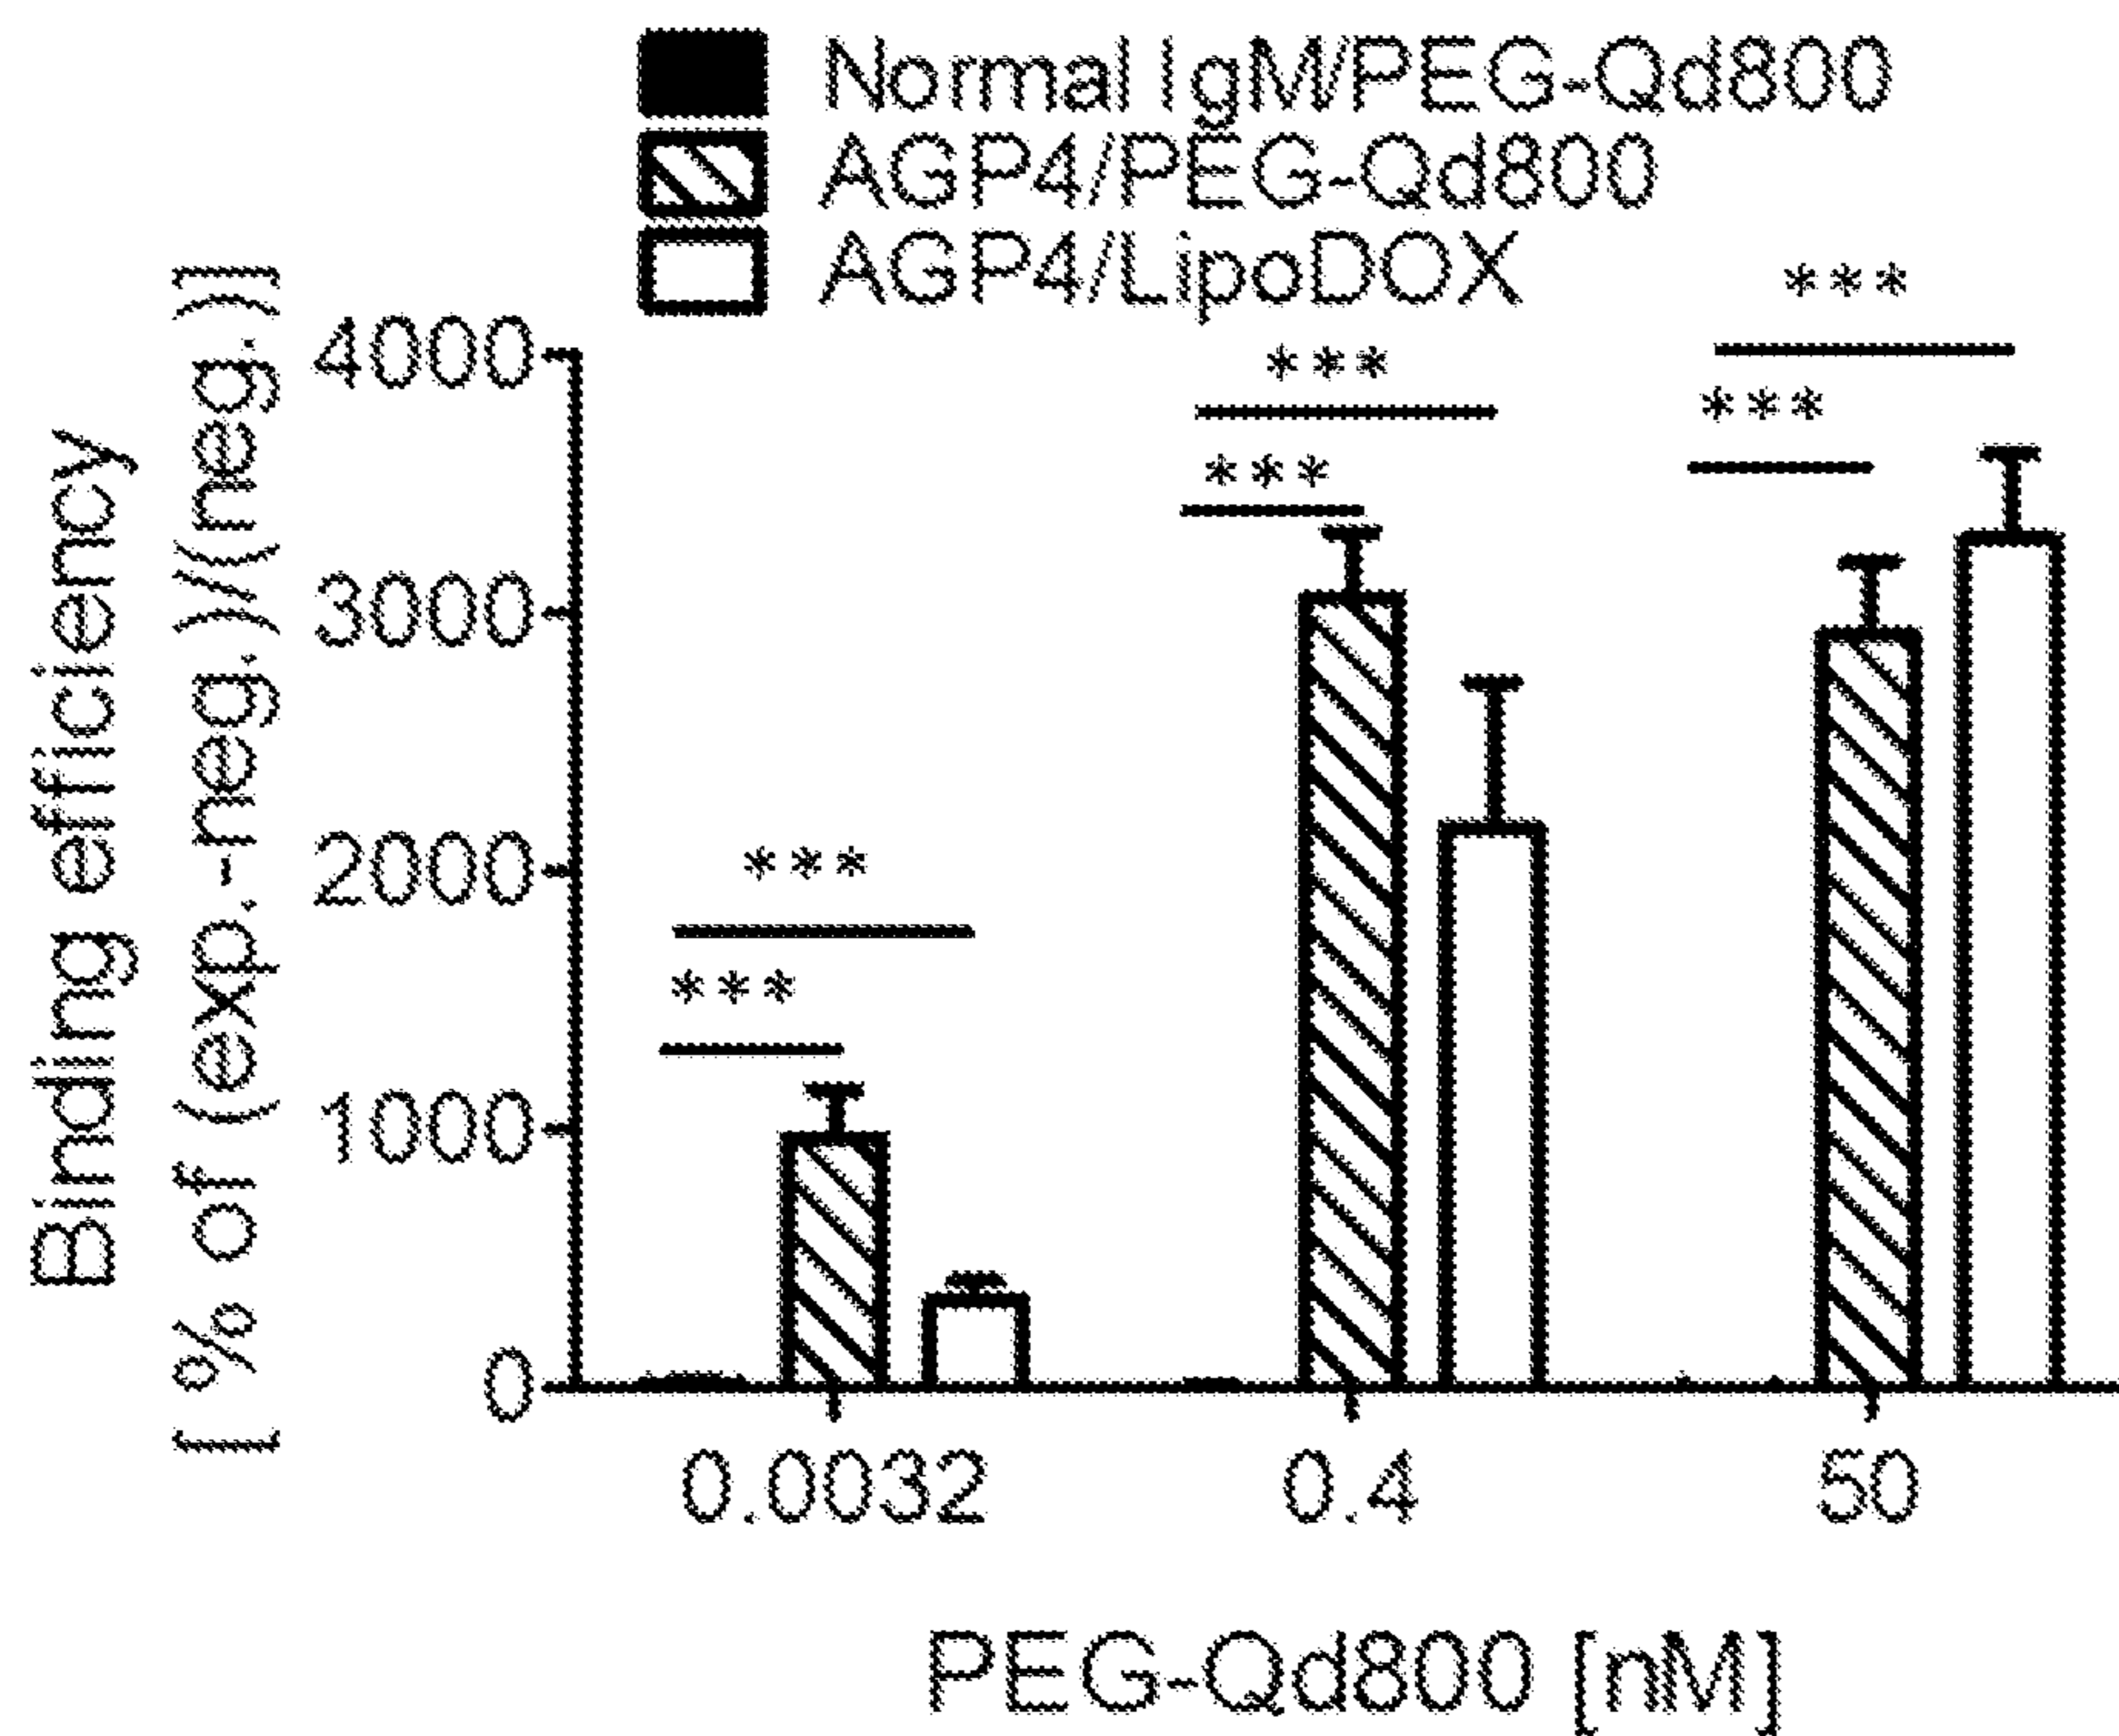 Normal IgM/PEG-Qd800
AGP4/PEG-Qd800
AGP4/LipoDOX
Binding efficiency
[ % of (exp.-neg.)/(neg.)]
4000
3000
2000
1000
0
***
***
***
***
***
***
0.0032
0.4
50
PEG-Qd800 [nM]